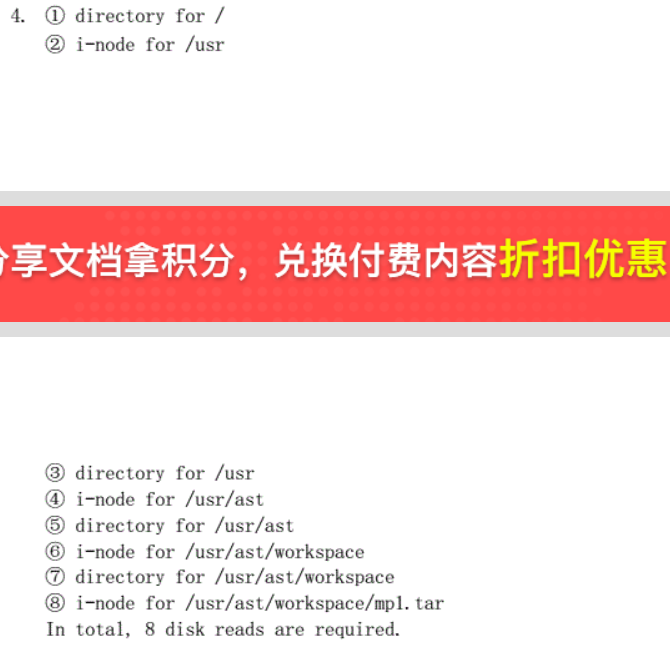 4. ① directory for /
② i-node for /usr
享文档拿积分，兑换付费内容折扣优惠
③ directory for /usr
④ i-node for /usr/ast
⑤ directory for /usr/ast
⑥ i-node for /usr/ast/workspace
⑦ directory for /usr/ast/workspace
⑧ i-node for /usr/ast/workspace/mp1.tar
In total, 8 disk reads are required.